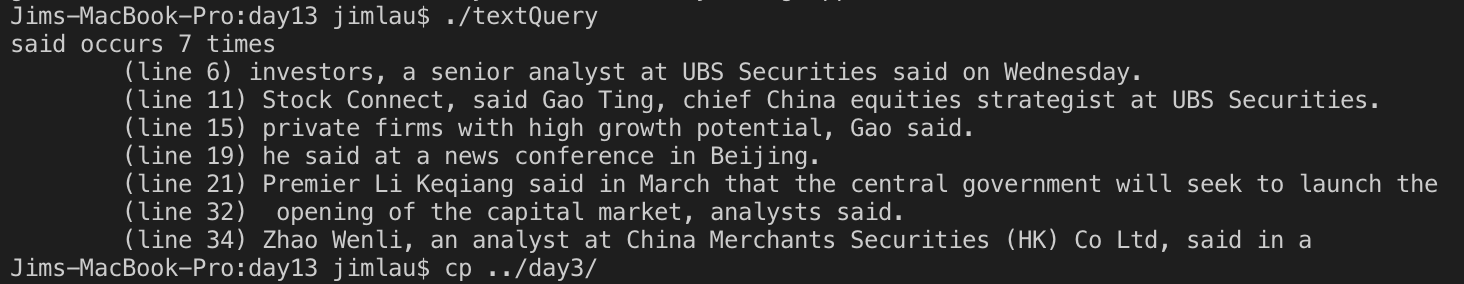 Jims-MacBook-Pro:day13 jimlau$ ./textQuery
said occurs 7 times
(line 6) investors, a senior analyst at UBS Securities said on Wednesday.
(line 11) Stock Connect, said Gao Ting, chief China equities strategist at UBS Securities.
(line 15) private firms with high growth potential, Gao said.
(line 19) he said at a news conference in Beijing.
(line 21) Premier Li Keqiang said in March that the central government will seek to launch the
(line 32)  opening of the capital market, analysts said.
(line 34) Zhao Wenli, an analyst at China Merchants Securities (HK) Co Ltd, said in a
Jims-MacBook-Pro:day13 jimlau$ cp ../day3/